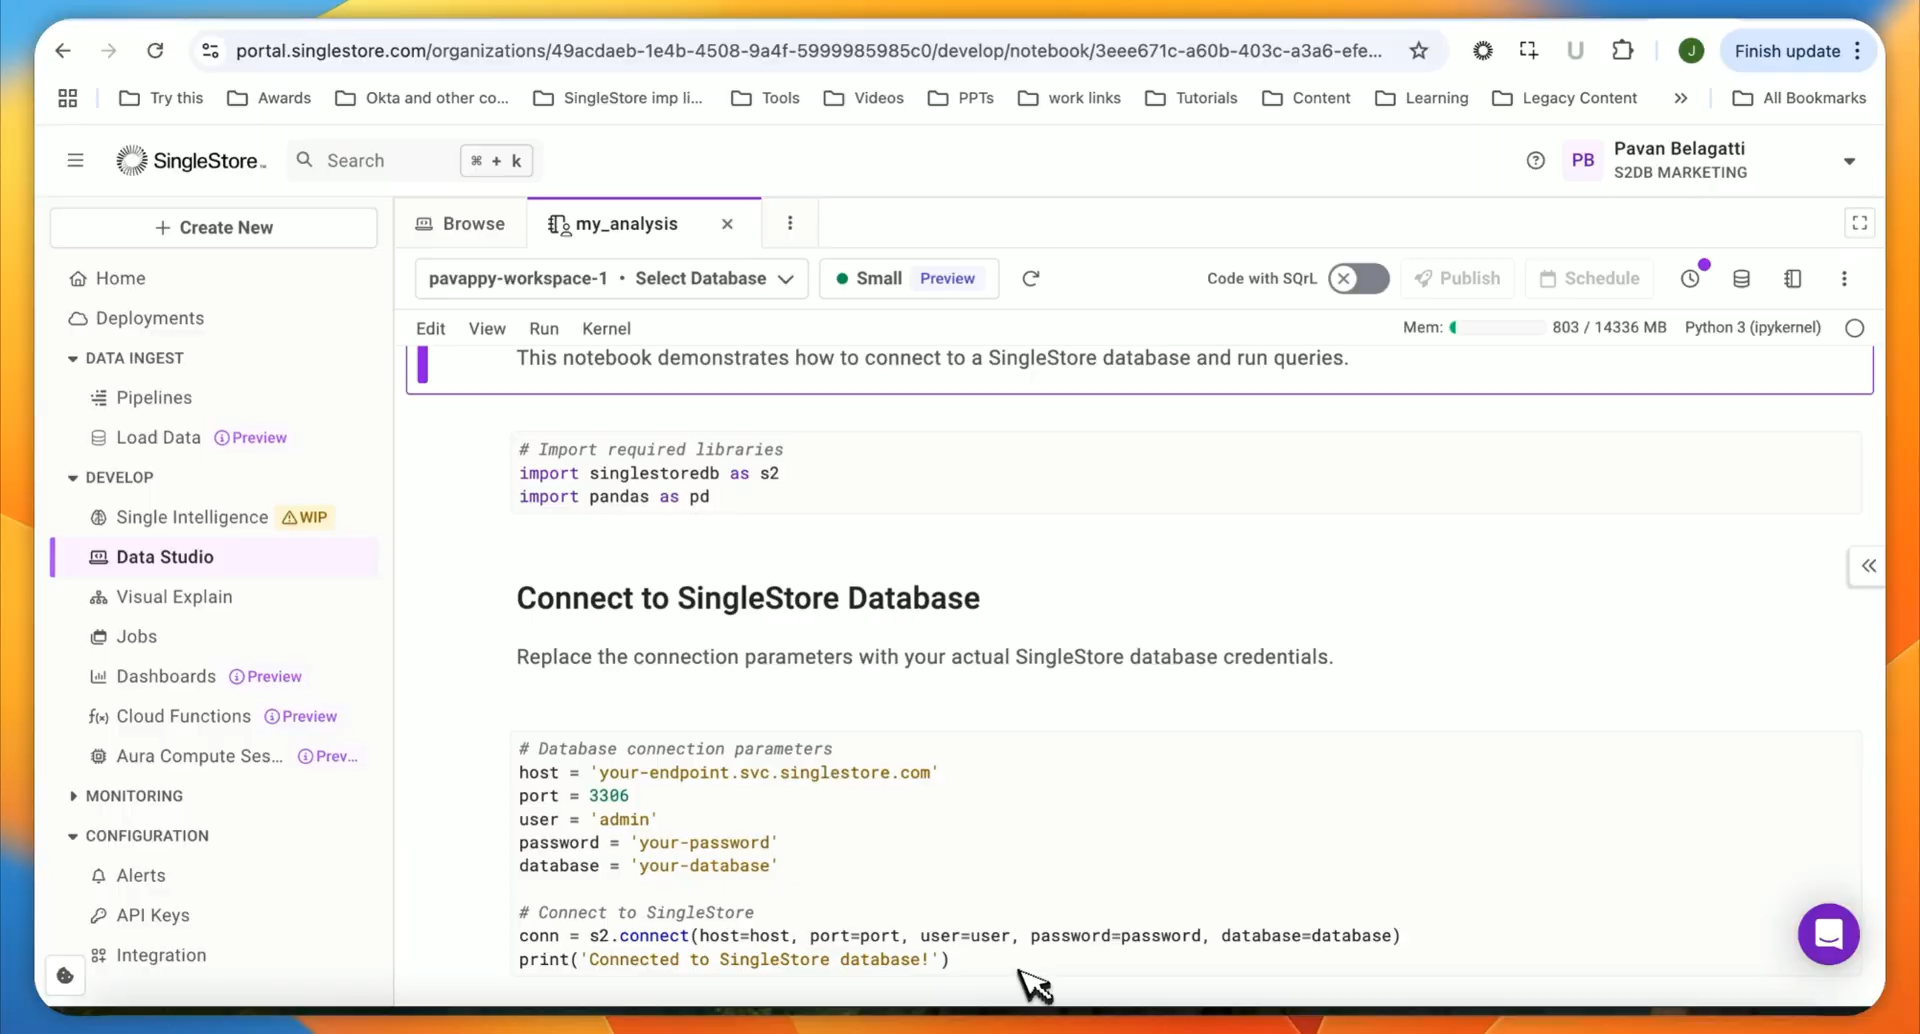 portal.singlestore.com/organizations/49acdaeb-1e4b-4508-9a4f-5999985985c0/develop/notebook/3eee671c-a60b-403c-a3a6-efe...
U
J
Finish update
Try this
Awards
Okta and other co...
SingleStore imp li...
Tools
Videos
PPTs
work links
Tutorials
Content
Learning
Legacy Content
»
All Bookmarks
SingleStore™
Search
⌘ + k
PB
Pavan Belagatti
S2DB MARKETING
+ Create New
Home
Deployments
DATA INGEST
Pipelines
Load Data Preview
DEVELOP
Single Intelligence WIP
Data Studio
Visual Explain
Jobs
Dashboards Preview
f(x) Cloud Functions Preview
Aura Compute Ses... Prev...
MONITORING
CONFIGURATION
Alerts
API Keys
Integration
Browse
my_analysis
pavappy-workspace-1 • Select Database
Small Preview
Code with SQrL
Publish
Schedule
Edit View Run Kernel
Mem: 803 / 14336 MB Python 3 (ipykernel)
This notebook demonstrates how to connect to a SingleStore database and run queries.
# Import required libraries
import singlestoredb as s2
import pandas as pd
Connect to SingleStore Database
Replace the connection parameters with your actual SingleStore database credentials.
# Database connection parameters
host = 'your-endpoint.svc.singlestore.com'
port = 3306
user = 'admin'
password = 'your-password'
database = 'your-database'
# Connect to SingleStore
conn = s2.connect(host=host, port=port, user=user, password=password, database=database)
print('Connected to SingleStore database!')